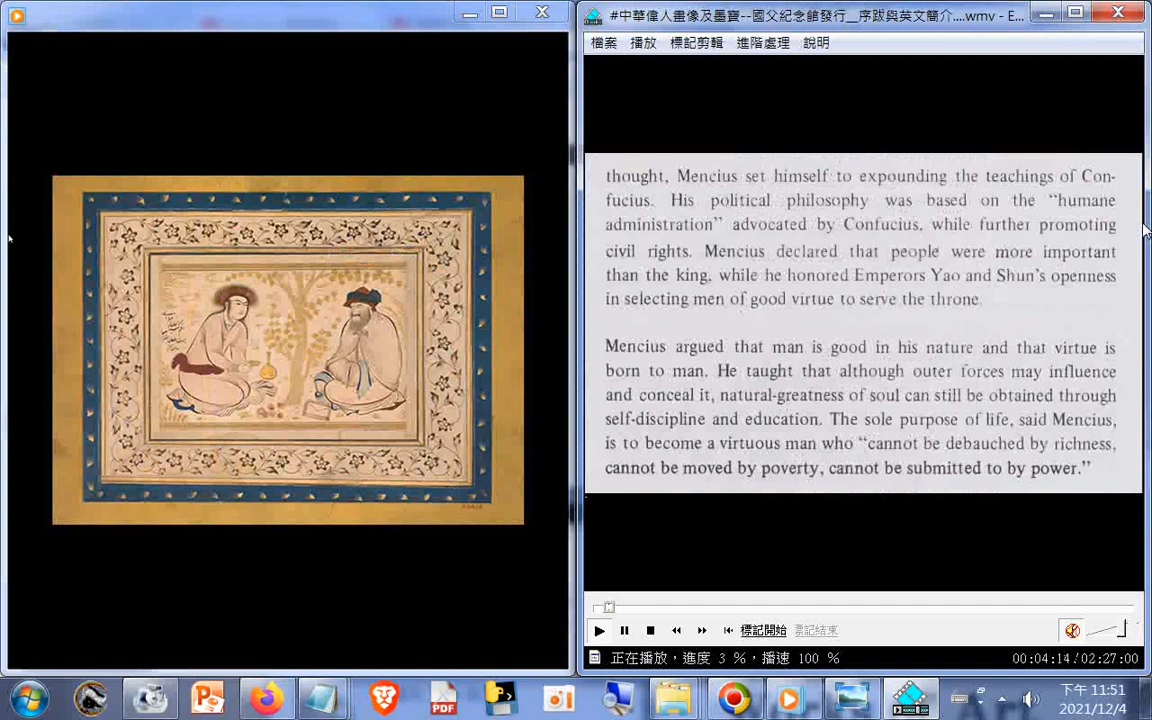 #中華偉人畫像及墨寶--國父紀念館發行__序跋與英文簡介....wmv - E...
檔案 播放 標記剪輯 進階處理 說明
thought, Mencius set himself to expounding the teachings of Con-
fucius. His political philosophy was based on the “humane
administration” advocated by Confucius, while further promoting
civil rights. Mencius declared that people were more important
than the king, while he honored Emperors Yao and Shun's openness
in selecting men of good virtue to serve the throne.
Mencius argued that man is good in his nature and that virtue is
born to man. He taught that although outer forces may influence
and conceal it, natural-greatness of soul can still be obtained through
self-discipline and education. The sole purpose of life, said Mencius,
is to become a virtuous man who “cannot be debauched by richness,
cannot be moved by poverty, cannot be submitted to by power.”
標記開始 標記結束
正在播放，進度 3 %，播速 100 %
00:04:14 / 02:27:00
PDF
下午 11:51
2021/12/4